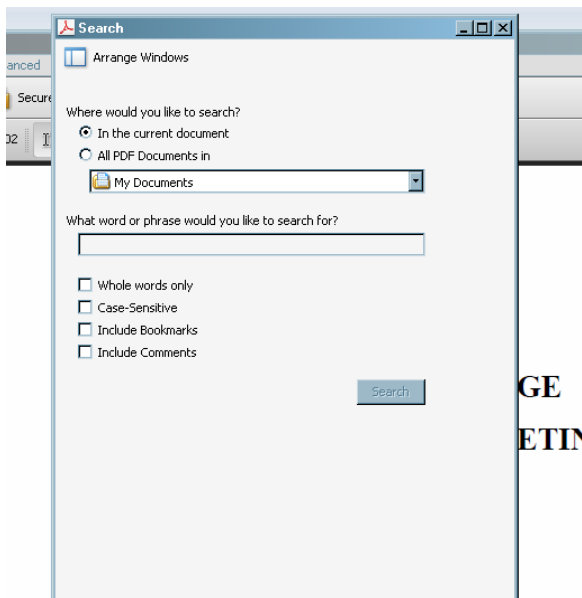 Search
Arrange Windows
anced
Secure
Where would you like to search?
In the current document
All PDF Documents in
My Documents
What word or phrase would you like to search for?
Whole words only
Case-Sensitive
Include Bookmarks
Include Comments
Search
GE
ETIN